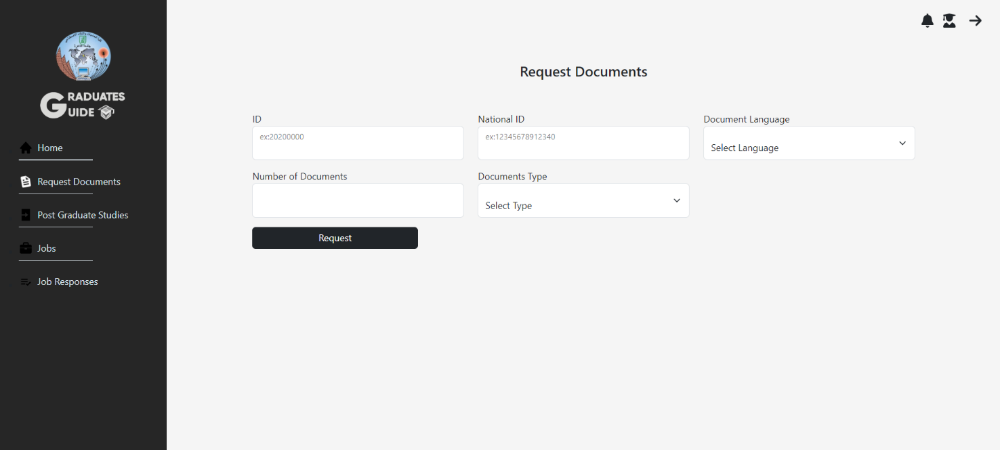 GRADUATES
GUIDE
Home
Request Documents
Post Graduate Studies
Jobs
Job Responses
Request Documents
ID
National ID
Document Language
ex:20200000
ex:12345678912340
Select Language
Number of Documents
Documents Type
Select Type
Request